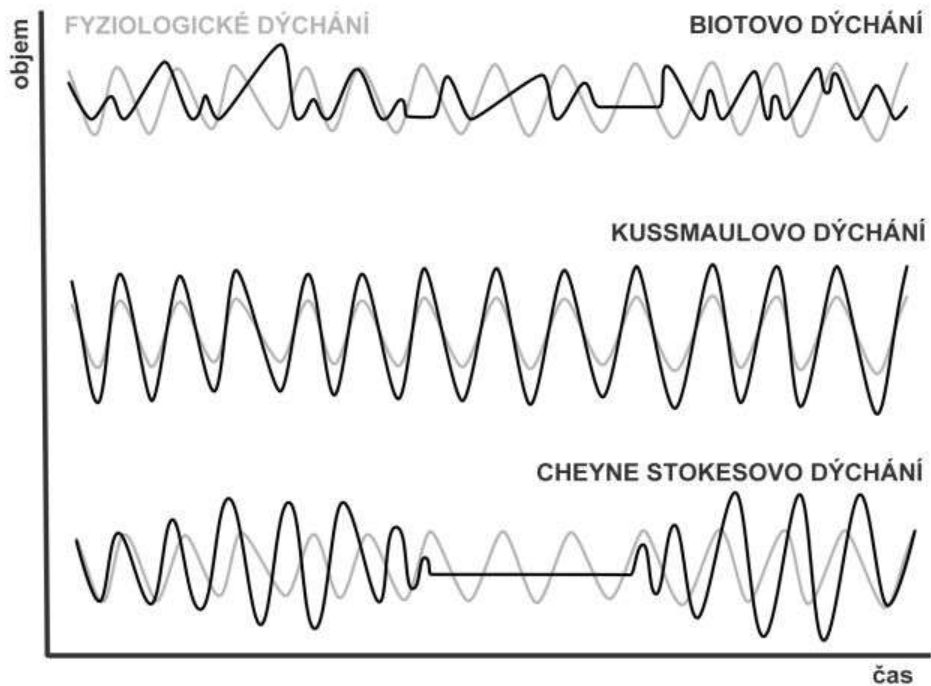 FYZIOLOGICKÉ DÝCHÁNÍ
BIOTOVO DÝCHÁNÍ
objem
KUSSMAULOVO DÝCHÁNÍ
CHEYNE STOKESOVO DÝCHÁNÍ
čas